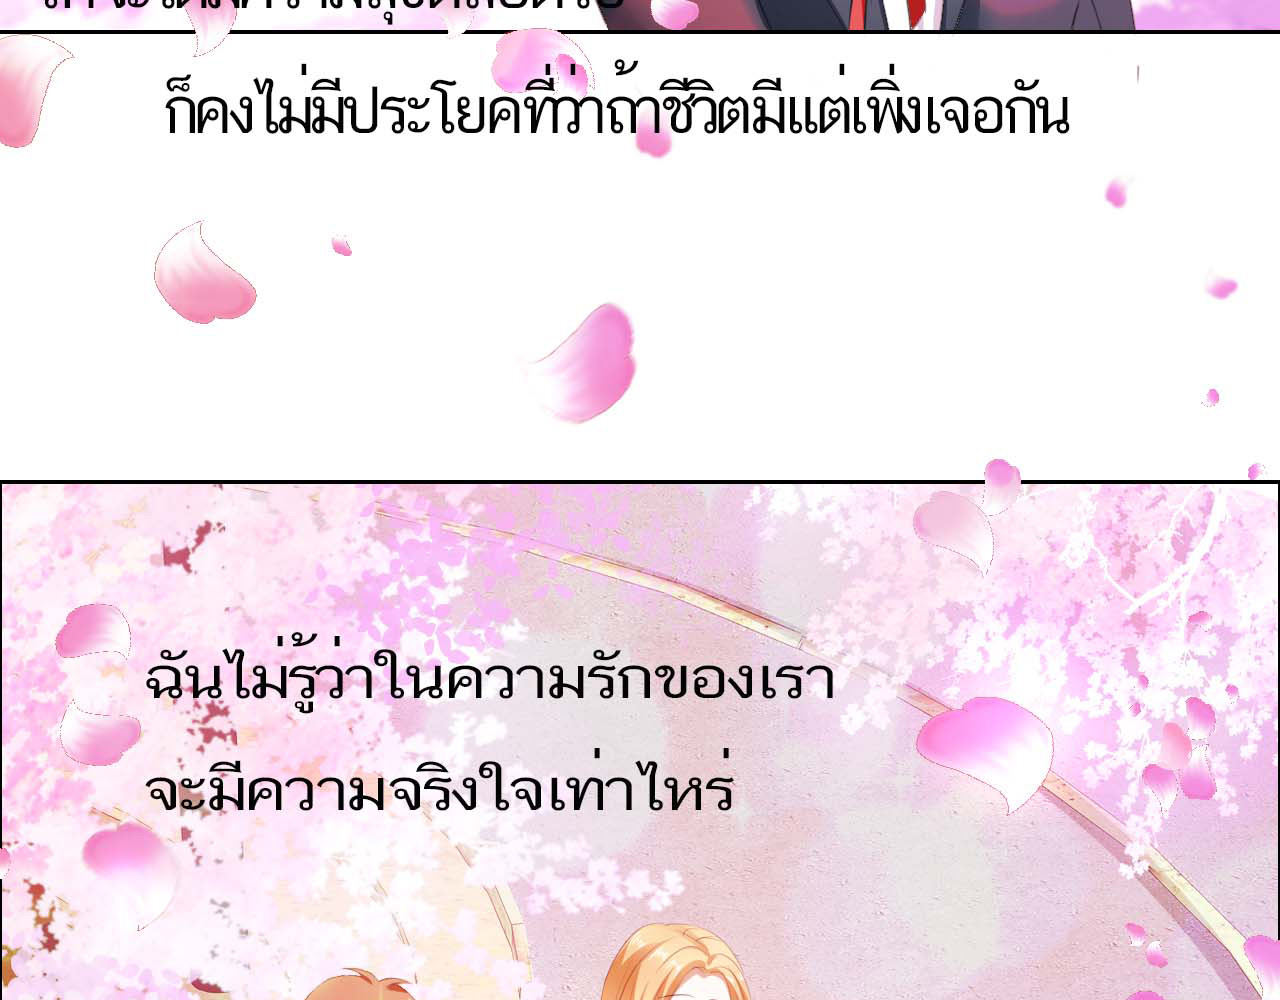 ก็คงไม่มีประโยคที่ว่าถ้าชีวิตมีแต่เพิ่งเจอกัน
ฉันไม่รู้ว่าในความรักของเรา
จะมีความจริงใจเท่าไหร่